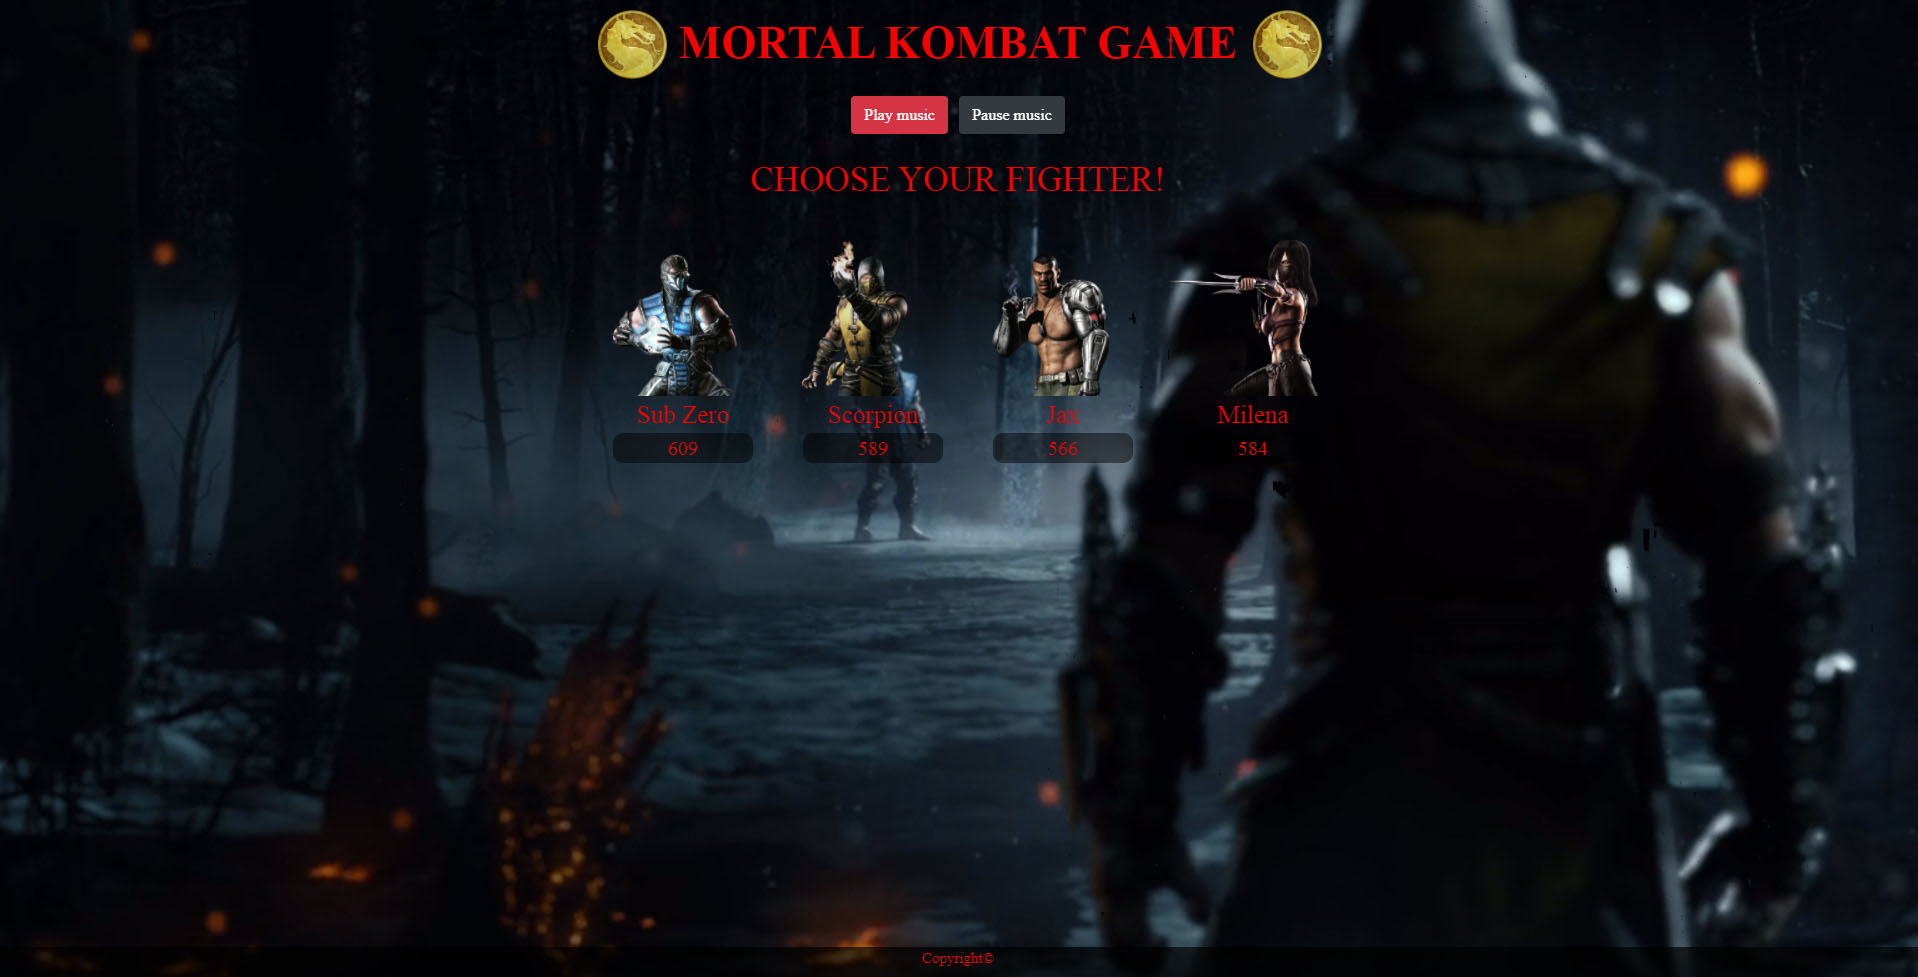 MORTAL KOMBAT GAME
Play music Pause music
CHOOSE YOUR FIGHTER!
Sub Zero Scorpion Jax Milena
609 589 566 584
Copyright©